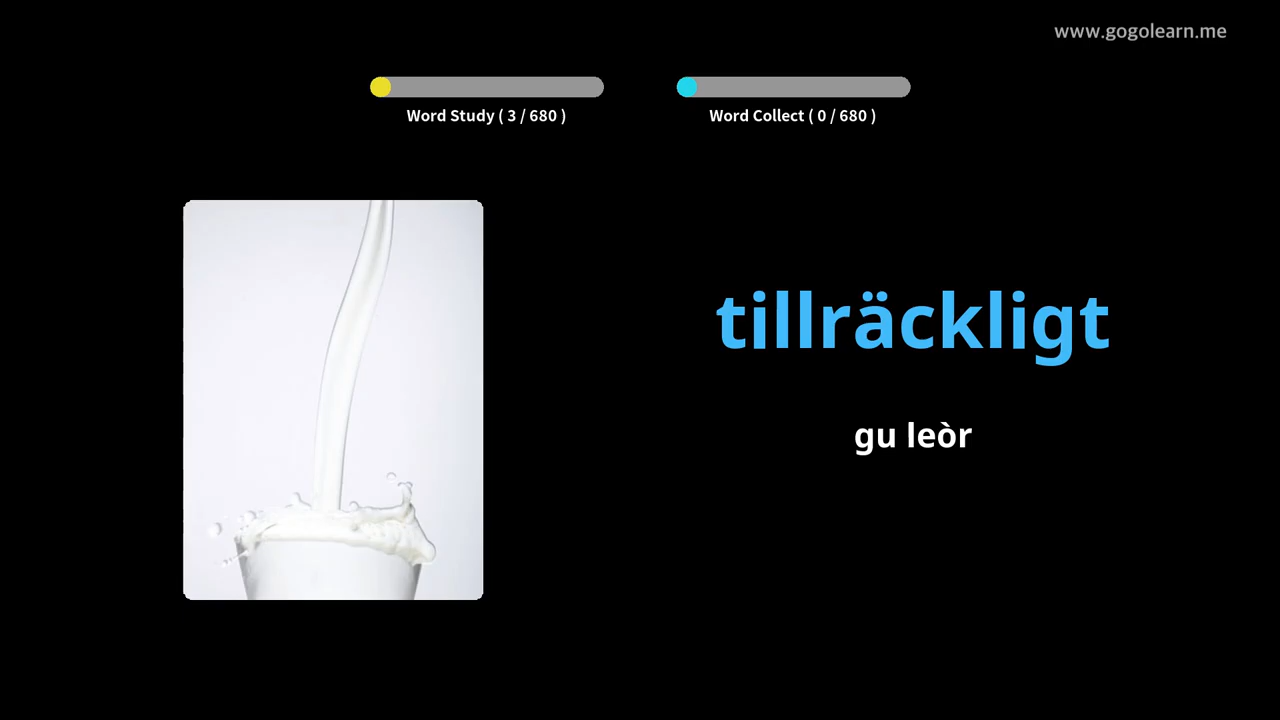 www.gogolearn.me
Word Study ( 3 / 680 )
Word Collect ( 0 / 680 )
tillräckligt
gu leòr